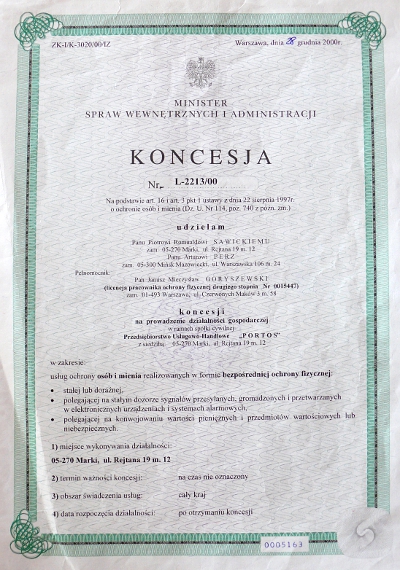 ZK-I/K-3020/00/IZ
Warszawa, dnia 28 grudnia 2000r.
MINISTER
SPRAW WEWNĘTRZNYCH I ADMINISTRACJI
KONCESJA
Nr. L-2213/00
Na podstawie art. 16 i art. 3 pkt 1 ustawy z dnia 22 sierpnia 1997r.
o ochronie osób i mienia (Dz. U. Nr 114, poz. 740 z późn. zm.)
udzielam
Panu Piotrowi Romualdowi SAWICKIEMU
zam. 05-270 Marki, ul. Rejtana 19 m. 12
Panu Arturowi PERZ
zam. 05-300 Mińsk Mazowiecki, ul. Warszawska 106 m. 24
Pełnomocnik:
Pan Janusz Mieczysław GORYSZEWSKI
(licencja pracownika ochrony fizycznej drugiego stopnia Nr 0015447)
zam. 01-493 Warszawa, ul. Czerwonych Maków 3 m. 58
koncesji
na prowadzenie działalności gospodarczej
w ramach spółki cywilnej:
Przedsiębiorstwo Usługowo-Handlowe „PORTOS"
z siedzibą: 05-270 Marki, ul. Rejtana 19 m. 12
w zakresie:
usług ochrony osób i mienia realizowanych w formie bezpośredniej ochrony fizycznej:
• stałej lub doraźnej,
• polegającej na stałym dozorze sygnałów przesyłanych, gromadzonych i przetwarzanych
w elektronicznych urządzeniach i systemach alarmowych,
• polegającej na konwojowaniu wartości pieniężnych i przedmiotów wartościowych lub
niebezpiecznych.
1) miejsce wykonywania działalności:
05-270 Marki, ul. Rejtana 19 m. 12
2) termin ważności koncesji: na czas nie oznaczony
3) obszar świadczenia usług: cały kraj
4) data rozpoczęcia działalności: po otrzymaniu koncesji
0005163